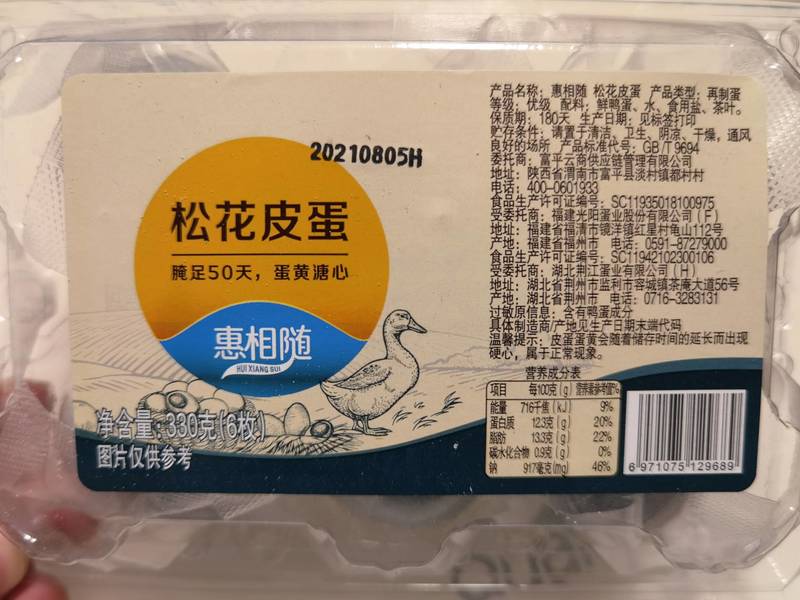 20210805H
松花皮蛋
腌足50天，蛋黄溏心
惠相随
HUI XIANG SUI
净含量：330克(6枚)
图片仅供参考
产品名称：惠相随 松花皮蛋 产品类型：再制蛋
等级：优级 配料：鲜鸭蛋、水、食用盐、茶叶。
保质期：180天 生产日期：见标签打印
贮存条件：请置于清洁、卫生、阴凉、干燥，通风
良好的场所 产品标准代号：GB/T 9694
委托商：富平云商供应链管理有限公司
地址：陕西省渭南市富平县淡村镇都村村
电话：400-0601933
食品生产许可证编号：SC11935018100975
受委托商：福建光阳蛋业股份有限公司（F）
地址：福建省福清市镜洋镇红星村龟山112号
产地：福建省福州市 电话：0591-87279000
食品生产许可证编号：SC11942102300106
受委托商：湖北荆江蛋业有限公司（H）
地址：湖北省荆州市监利市容城镇茶庵大道56号
产地：湖北省荆州市 电话：0716-3283131
过敏原信息：含有鸭蛋成分
具体制造商/产地见生产日期末端代码
温馨提示：皮蛋蛋黄会随着储存时间的延长而出现
硬心，属于正常现象。
营养成分表
项目 每100克(g) 营养素参考值%
能量 716千焦(kJ) 9%
蛋白质 12.3克(g) 20%
脂肪 13.3克(g) 22%
碳水化合物 0.9克(g) 0%
钠 917毫克(mg) 46%
6 971075 129689